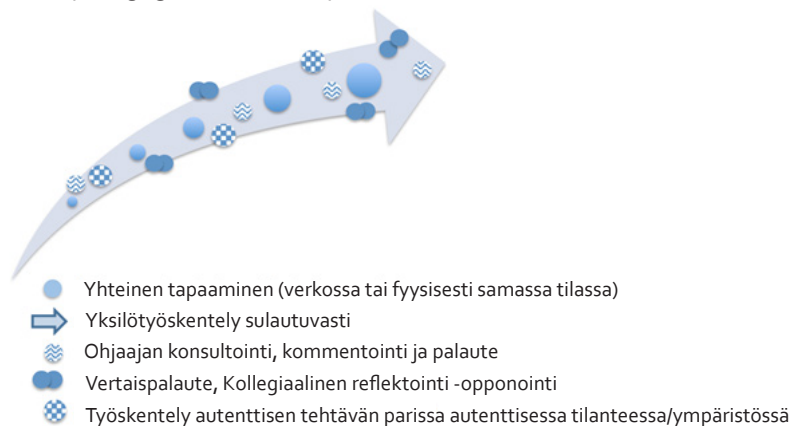 Yhteinen tapaaminen (verkossa tai fyysisesti samassa tilassa)
Yksilötyöskentely sulautuvasti
Ohjaajan konsultointi, kommentointi ja palaute
Vertaispalaute, Kollegiaalinen reflektointi -opponointi
Työskentely autenttisen tehtävän parissa autenttisessa tilanteessa/ympäristössä